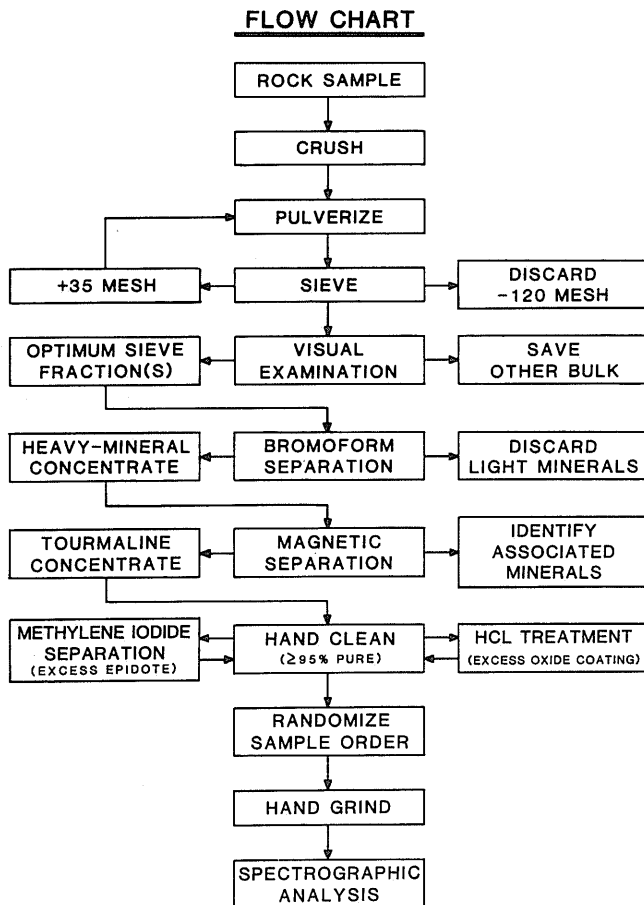 FLOW CHART
ROCK SAMPLE
CRUSH
PULVERIZE
+35 MESH
SIEVE
DISCARD
-120 MESH
OPTIMUM SIEVE
FRACTION(S)
VISUAL
EXAMINATION
SAVE
OTHER BULK
HEAVY-MINERAL
CONCENTRATE
BROMOFORM
SEPARATION
DISCARD
LIGHT MINERALS
TOURMALINE
CONCENTRATE
MAGNETIC
SEPARATION
IDENTIFY
ASSOCIATED
MINERALS
METHYLENE IODIDE
SEPARATION
(EXCESS EPIDOTE)
HAND CLEAN
(≥95% PURE)
HCL TREATMENT
(EXCESS OXIDE COATING)
RANDOMIZE
SAMPLE ORDER
HAND GRIND
SPECTROGRAPHIC
ANALYSIS